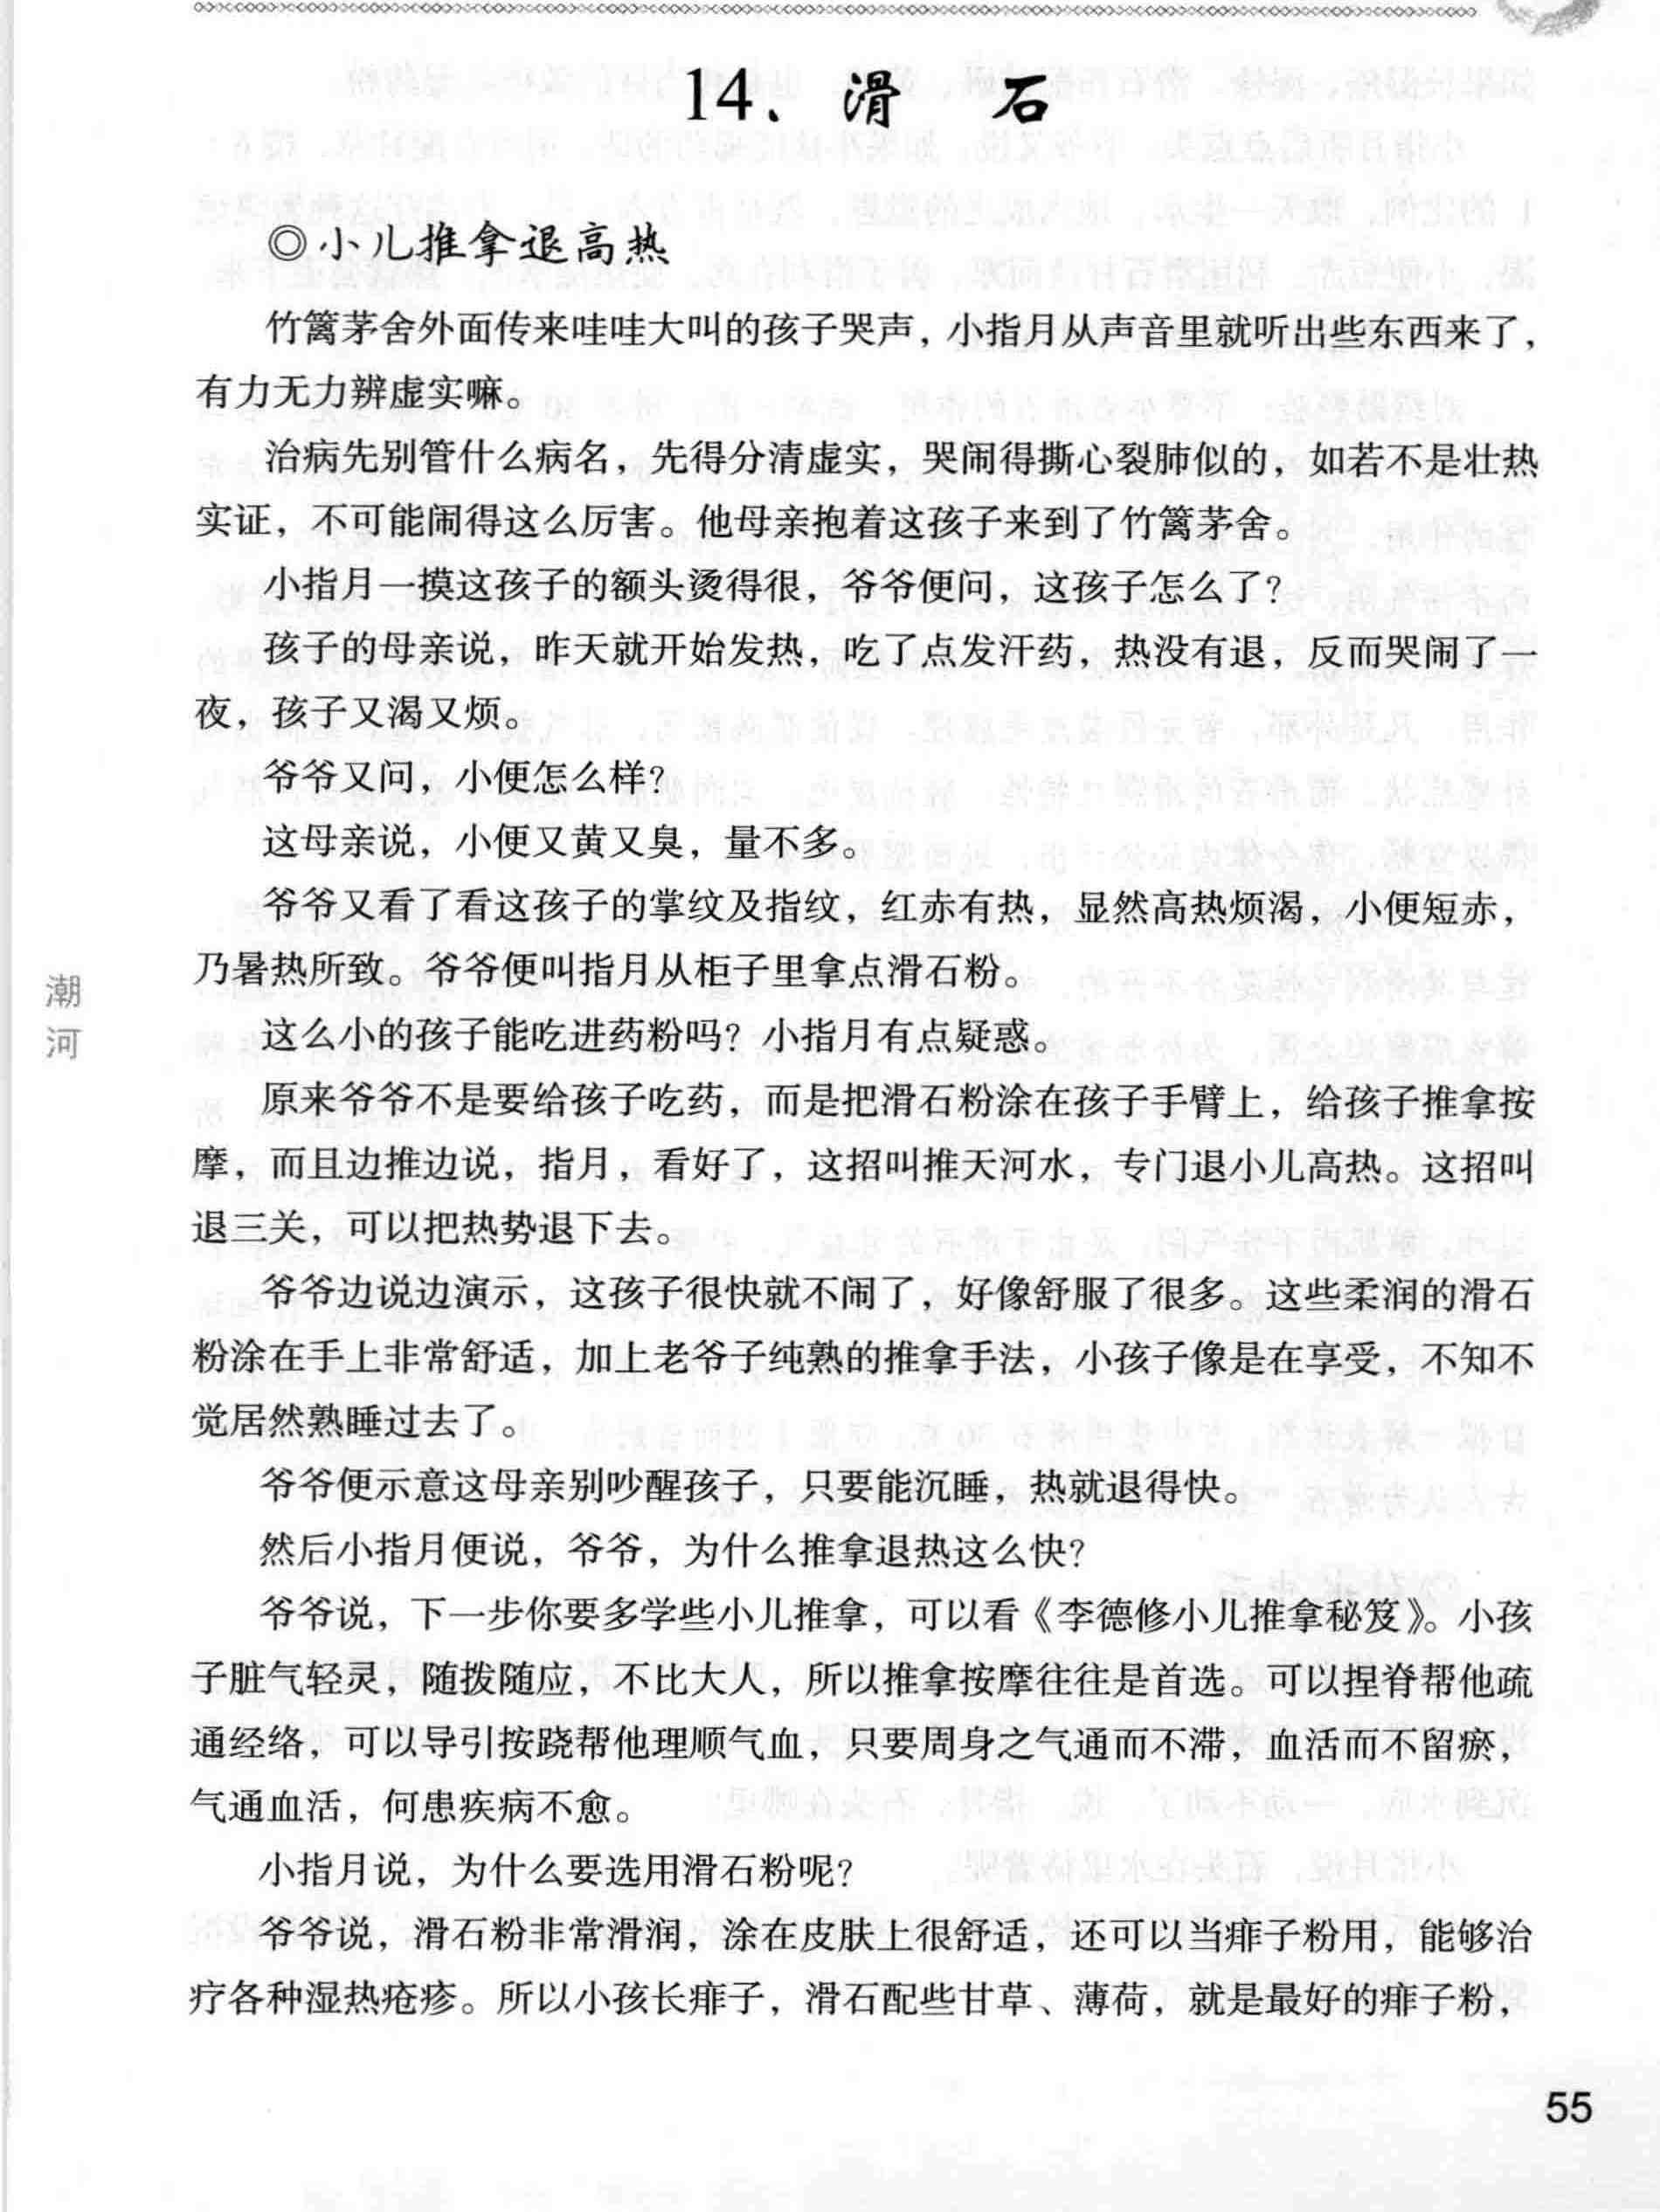 14、滑 石
◎小儿推拿退高热
竹篱茅舍外面传来哇哇大叫的孩子哭声，小指月从声音里就听出些东西来了，
有力无力辨虚实嘛。
治病先别管什么病名，先得分清虚实，哭闹得撕心裂肺似的，如若不是壮热
实证，不可能闹得这么厉害。他母亲抱着这孩子来到了竹篱茅舍。
小指月一摸这孩子的额头烫得很，爷爷便问，这孩子怎么了？
孩子的母亲说，昨天就开始发热，吃了点发汗药，热没有退，反而哭闹了一
夜，孩子又渴又烦。
爷爷又问，小便怎么样？
这母亲说，小便又黄又臭，量不多。
爷爷又看了看这孩子的掌纹及指纹，红赤有热，显然高热烦渴，小便短赤，
乃暑热所致。爷爷便叫指月从柜子里拿点滑石粉。
这么小的孩子能吃进药粉吗？小指月有点疑惑。
原来爷爷不是要给孩子吃药，而是把滑石粉涂在孩子手臂上，给孩子推拿按
摩，而且边推边说，指月，看好了，这招叫推天河水，专门退小儿高热。这招叫
退三关，可以把热势退下去。
爷爷边说边演示，这孩子很快就不闹了，好像舒服了很多。这些柔润的滑石
粉涂在手上非常舒适，加上老爷子纯熟的推拿手法，小孩子像是在享受，不知不
觉居然熟睡过去了。
爷爷便示意这母亲别吵醒孩子，只要能沉睡，热就退得快。
然后小指月便说，爷爷，为什么推拿退热这么快？
爷爷说，下一步你要多学些小儿推拿，可以看《李德修小儿推拿秘笈》。小孩
子脏气轻灵，随拨随应，不比大人，所以推拿按摩往往是首选。可以捏脊帮他疏
通经络，可以导引按跷帮他理顺气血，只要周身之气通而不滞，血活而不留瘀，
气通血活，何患疾病不愈。
小指月说，为什么要选用滑石粉呢？
爷爷说，滑石粉非常滑润，涂在皮肤上很舒适，还可以当痱子粉用，能够治
疗各种湿热疮疹。所以小孩长痱子，滑石配些甘草、薄荷，就是最好的痱子粉，
潮河
55